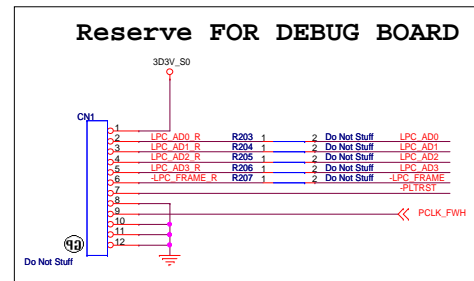 Reserve FOR DEBUG BOARD
3D3V_S0
CN1
1
2 LPC_AD0_R R203 1 2 Do Not Stuff LPC_AD0
3 LPC_AD1_R R204 1 2 Do Not Stuff LPC_AD1
4 LPC_AD2_R R205 1 2 Do Not Stuff LPC_AD2
5 LPC_AD3_R R206 1 2 Do Not Stuff LPC_AD3
6 -LPC_FRAME_R R207 1 2 Do Not Stuff -LPC_FRAME
7 -PLTRST
8
9 PCLK_FWH
10
11
12
GP
Do Not Stuff